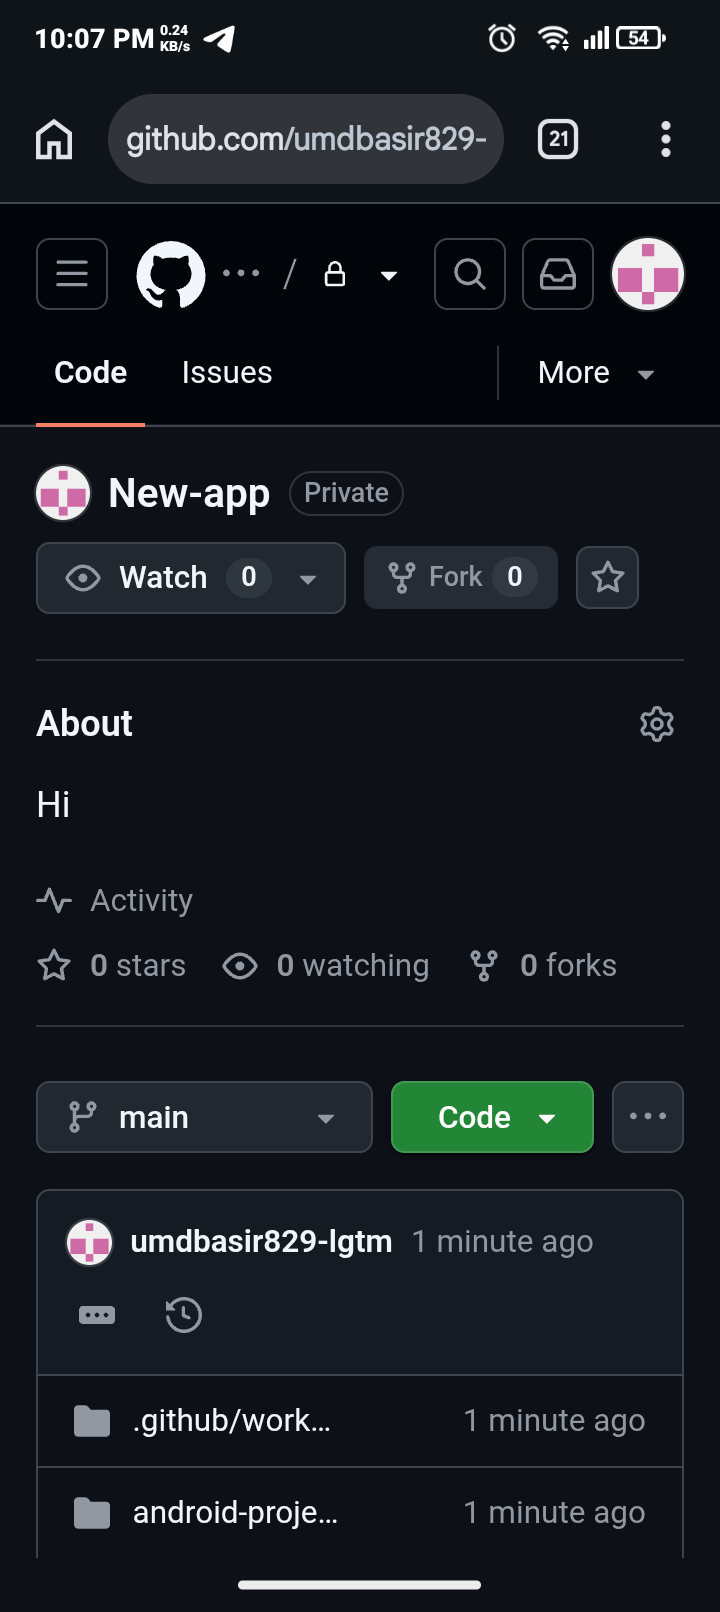 10:07 PM 0.24 KB/s 54
github.com/umdbasir829- 21
... /
Code Issues More
New-app Private
Watch 0 Fork 0
About
Hi
Activity
0 stars 0 watching 0 forks
main Code ...
umdbasir829-lgtm 1 minute ago
.github/work... 1 minute ago
android-proje... 1 minute ago